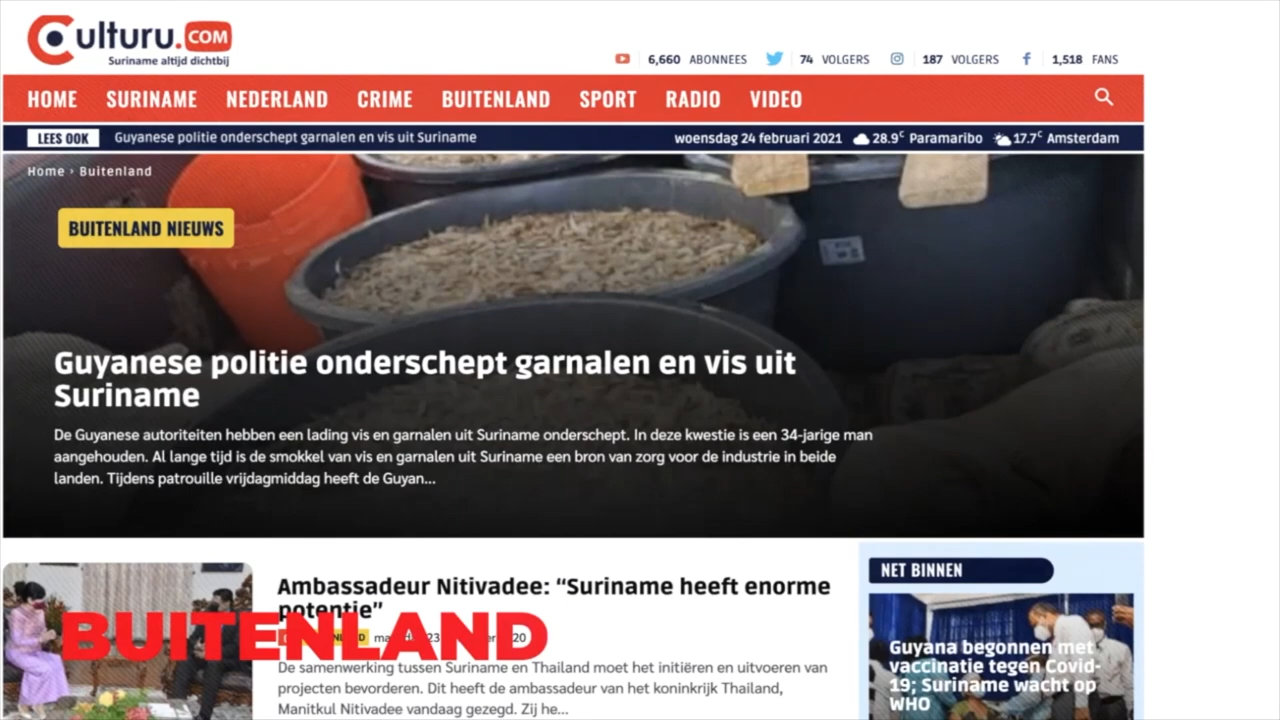 Culturu.COM
Suriname altijd dichtbij
6,660 ABONNEES 74 VOLGERS 187 VOLGERS 1,518 FANS
HOME SURINAME NEDERLAND CRIME BUITENLAND SPORT RADIO VIDEO
LEES OOK Guyanese politie onderschept garnalen en vis uit Suriname woensdag 24 februari 2021 28.9c Paramaribo 17.7c Amsterdam
Home › Buitenland
BUITENLAND NIEUWS
Guyanese politie onderschept garnalen en vis uit
Suriname
De Guyanese autoriteiten hebben een lading vis en garnalen uit Suriname onderschept. In deze kwestie is een 34-jarige man
aangehouden. Al lange tijd is de smokkel van vis en garnalen uit Suriname een bron van zorg voor de industrie in beide
landen. Tijdens patrouille vrijdagmiddag heeft de Guyan...
Ambassadeur Nitivadee: “Suriname heeft enorme
potentie”
BUITENLAND
De samenwerking tussen Suriname en Thailand moet het initiëren en uitvoeren van
projecten bevorderen. Dit heeft de ambassadeur van het koninkrijk Thailand,
Manitkul Nitivadee vandaag gezegd. Zij he...
NET BINNEN
Guyana begonnen met
vaccinatie tegen Covid-
19; Suriname wacht op
WHO